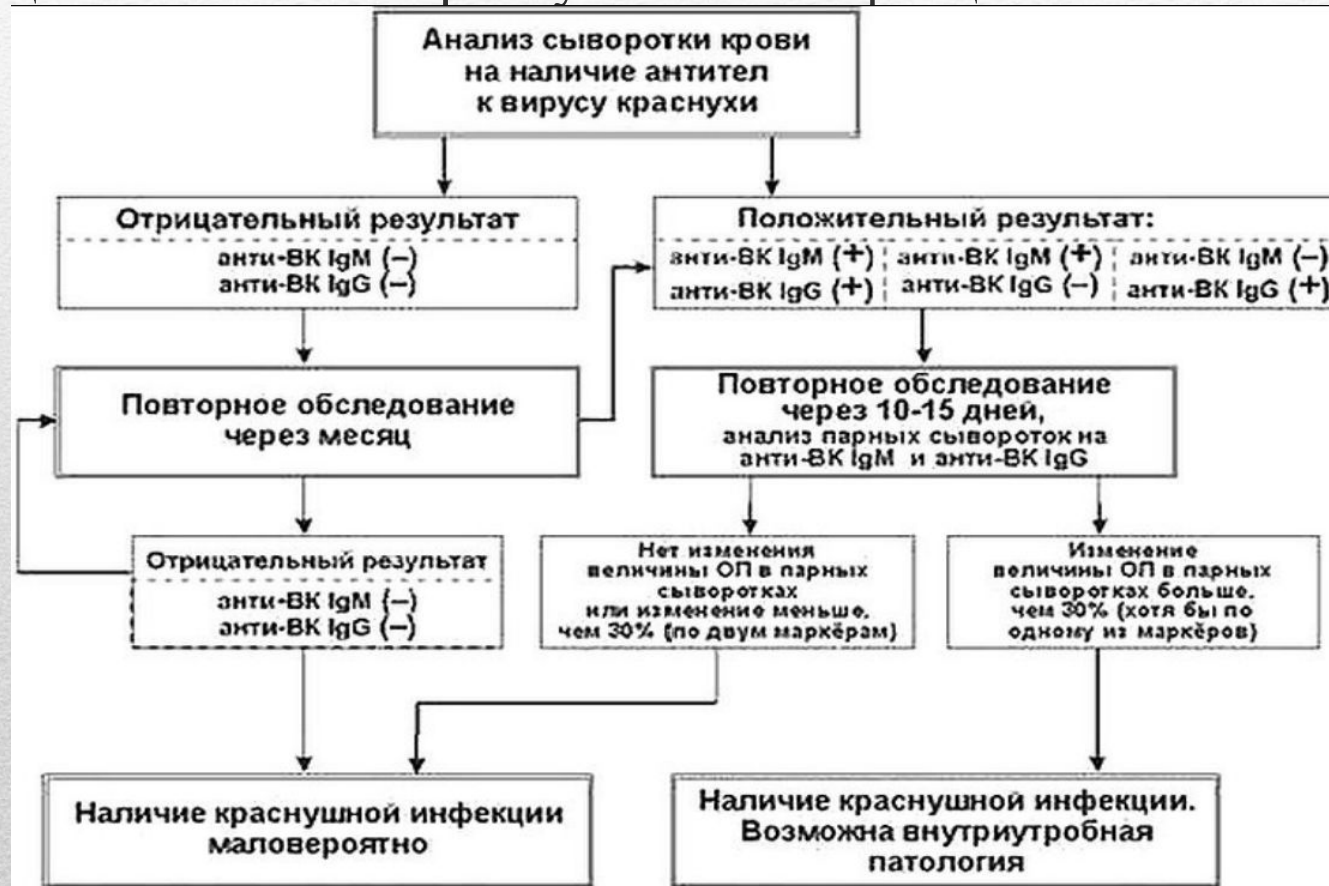 Анализ сыворотки крови
на наличие антител
к вирусу краснухи
Отрицательный результат
анти-ВК IgM (–)
анти-ВК IgG (–)
Положительный результат:
анти-ВК IgM (+)
анти-ВК IgG (+)
анти-ВК IgM (+)
анти-ВК IgG (–)
анти-ВК IgM (–)
анти-ВК IgG (+)
Повторное обследование
через месяц
Повторное обследование
через 10-15 дней,
анализ парных сывороток на
анти-ВК IgM и анти-ВК IgG
Отрицательный результат
анти-ВК IgM (–)
анти-ВК IgG (–)
Нет изменения
величины ОП в парных
сыворотках
или изменение меньше,
чем 30% (по двум маркёрам)
Изменение
величины ОП в парных
сыворотках больше,
чем 30% (хотя бы по
одному из маркёров)
Наличие краснушной инфекции
маловероятно
Наличие краснушной инфекции.
Возможна внутриутробная
патология